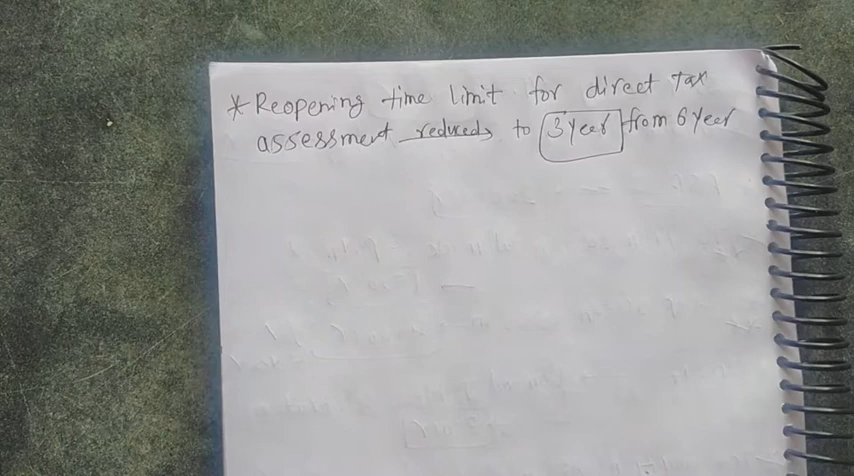 * Reopening time limit for direct Tax
assessment reduced to 3 year from 6 year